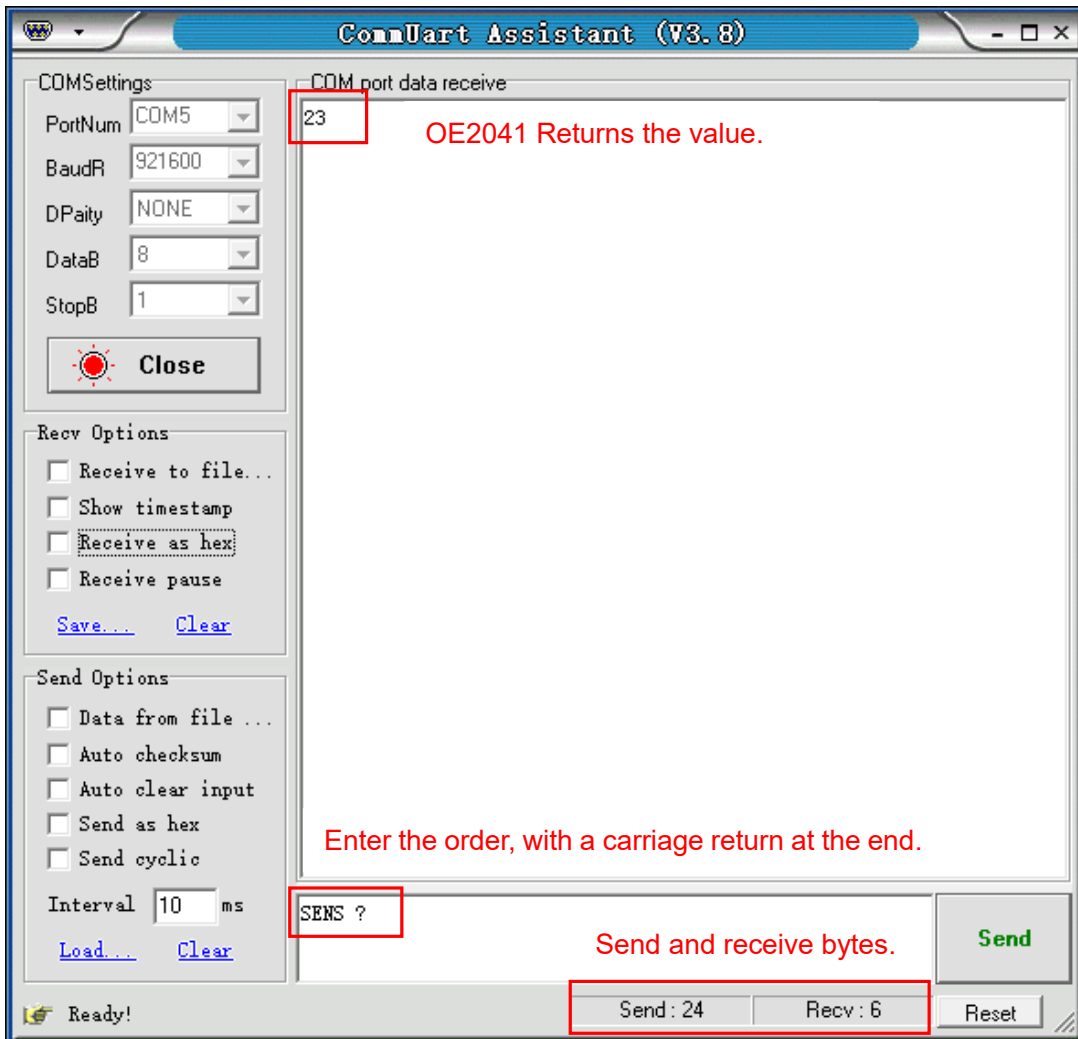 CommUart Assistant (V3.8)
COMSettings
PortNum COM5
BaudR 921600
DPaity NONE
DataB 8
StopB 1
Close
Recv Options
Receive to file...
Show timestamp
Receive as hex
Receive pause
Save... Clear
Send Options
Data from file ...
Auto checksum
Auto clear input
Send as hex
Send cyclic
Interval 10 ms
Load... Clear
COM port data receive
23
OE2041 Returns the value.
Enter the order, with a carriage return at the end.
SENS ?
Send and receive bytes.
Send
Ready!
Send : 24 Recv : 6 Reset